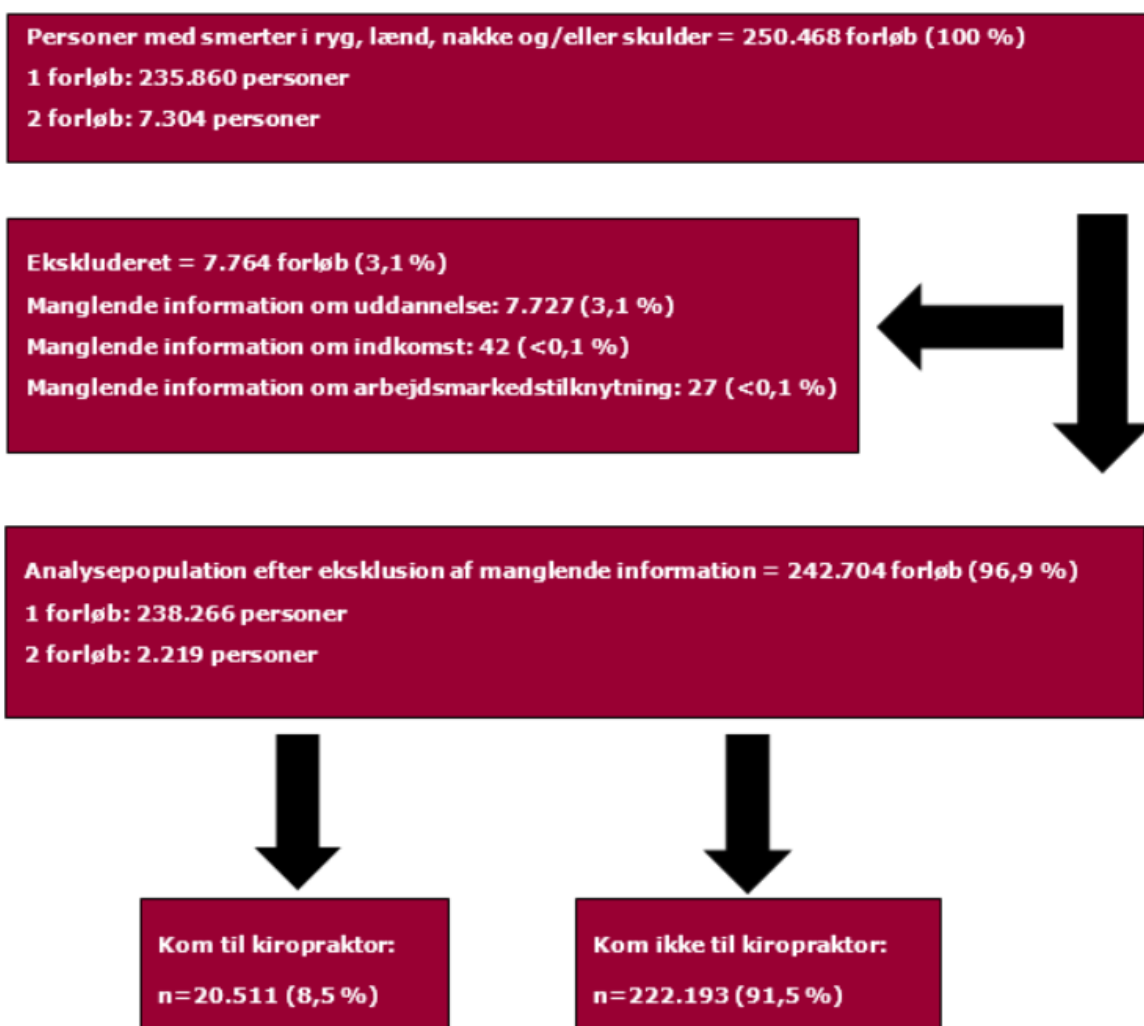 Personer med smerter i ryg, lænd, nakke og/eller skulder = 250.468 forløb (100 %)
1 forløb: 235.860 personer
2 forløb: 7.304 personer
Ekskluderet = 7.764 forløb (3,1 %)
Manglende information om uddannelse: 7.727 (3,1 %)
Manglende information om indkomst: 42 (<0,1 %)
Manglende information om arbejdsmarkedstilknytning: 27 (<0,1 %)
Analysepopulation efter eksklusion af manglende information = 242.704 forløb (96,9 %)
1 forløb: 238.266 personer
2 forløb: 2.219 personer
Kom til kiropraktor:
n=20.511 (8,5 %)
Kom ikke til kiropraktor:
n=222.193 (91,5 %)